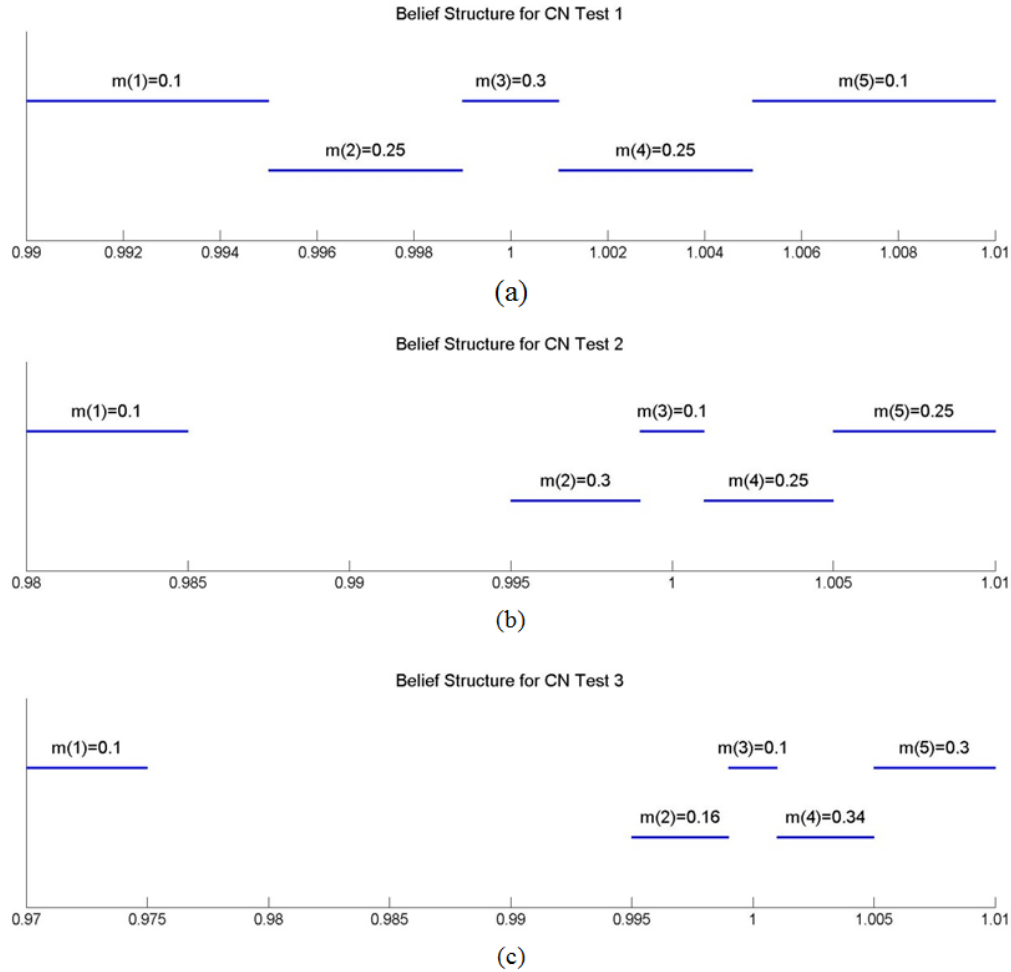 Belief Structure for CN Test 1
m(1)=0.1 m(3)=0.3 m(5)=0.1
m(2)=0.25 m(4)=0.25
0.99 0.992 0.994 0.996 0.998 1 1.002 1.004 1.006 1.008 1.01
(a)
Belief Structure for CN Test 2
m(1)=0.1 m(3)=0.1 m(5)=0.25
m(2)=0.3 m(4)=0.25
0.98 0.985 0.99 0.995 1 1.005 1.01
(b)
Belief Structure for CN Test 3
m(1)=0.1 m(3)=0.1 m(5)=0.3
m(2)=0.16 m(4)=0.34
0.97 0.975 0.98 0.985 0.99 0.995 1 1.005 1.01
(c)